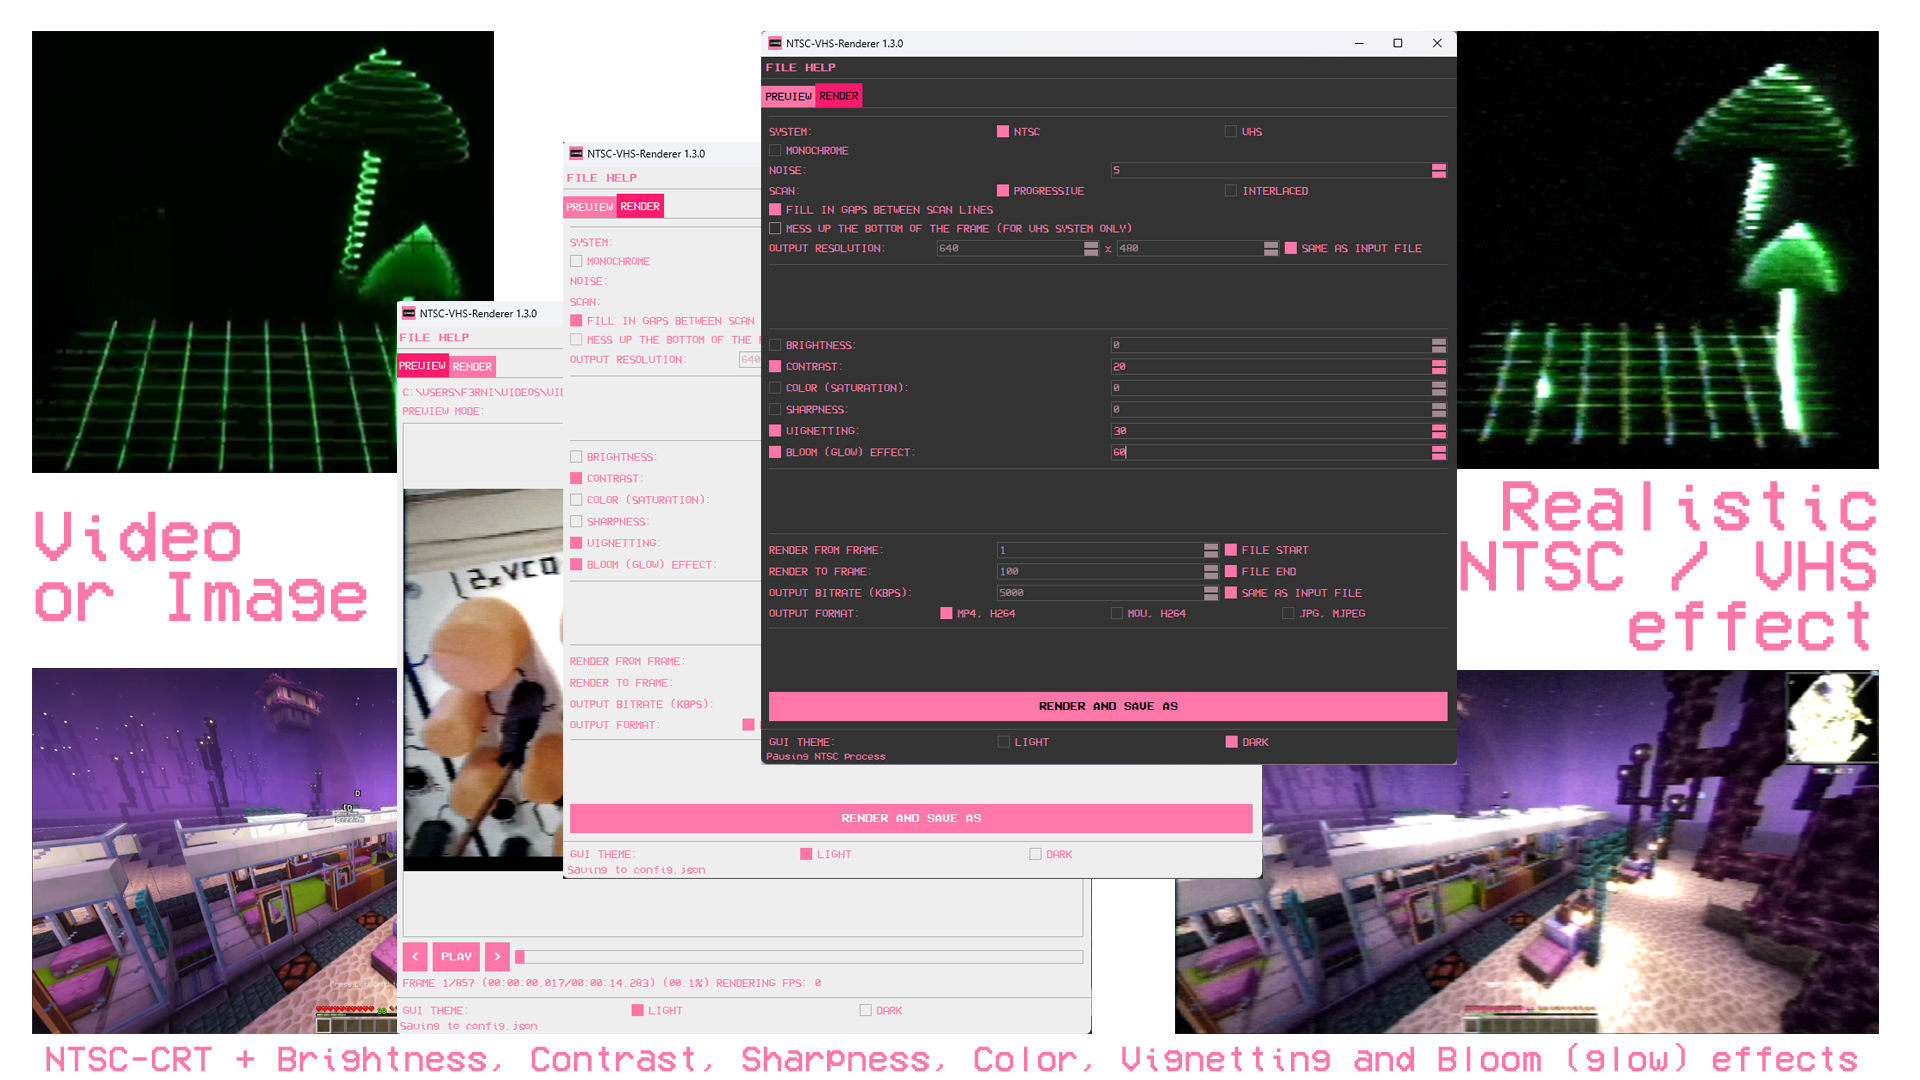 NTSC-VHS-Renderer 1.3.0
FILE HELP
PREVIEW RENDER
SYSTEM: NTSC VHS
MONOCHROME
NOISE: 5
SCAN: PROGRESSIVE INTERLACED
FILL IN GAPS BETWEEN SCAN LINES
MESS UP THE BOTTOM OF THE FRAME (FOR VHS SYSTEM ONLY)
OUTPUT RESOLUTION: 640 x 480 SAME AS INPUT FILE
BRIGHTNESS: 0
CONTRAST: 20
COLOR (SATURATION): 0
SHARPNESS: 0
VIGNETTING: 30
BLOOM (GLOW) EFFECT: 60
RENDER FROM FRAME: 1 FILE START
RENDER TO FRAME: 100 FILE END
OUTPUT BITRATE (KBPS): 5000 SAME AS INPUT FILE
OUTPUT FORMAT: MP4, H264 MOV, H264 JPG, MJPEG
RENDER AND SAVE AS
GUI THEME: LIGHT DARK
Pausing NTSC Process
NTSC-VHS-Renderer 1.3.0
FILE HELP
PREVIEW RENDER
SYSTEM:
MONOCHROME
NOISE:
SCAN:
FILL IN GAPS BETWEEN SCAN
MESS UP THE BOTTOM OF THE
OUTPUT RESOLUTION: 640
BRIGHTNESS:
CONTRAST:
COLOR (SATURATION):
SHARPNESS:
VIGNETTING:
BLOOM (GLOW) EFFECT:
RENDER FROM FRAME:
RENDER TO FRAME:
OUTPUT BITRATE (KBPS):
OUTPUT FORMAT:
RENDER AND SAVE AS
GUI THEME: LIGHT DARK
Saving to config.json
NTSC-VHS-Renderer 1.3.0
FILE HELP
PREVIEW RENDER
C:\USERS\F3RNI\VIDEOS\VID
PREVIEW MODE:
12xVCO
< PLAY >
FRAME 1/857 (00:00:00.017/00:00:14.283) (00.1%) RENDERING FPS: 0
GUI THEME: LIGHT DARK
Saving to config.json
Video
or Image
Realistic
NTSC / VHS
effect
NTSC-CRT + Brightness, Contrast, Sharpness, Color, Vignetting and Bloom (glow) effects